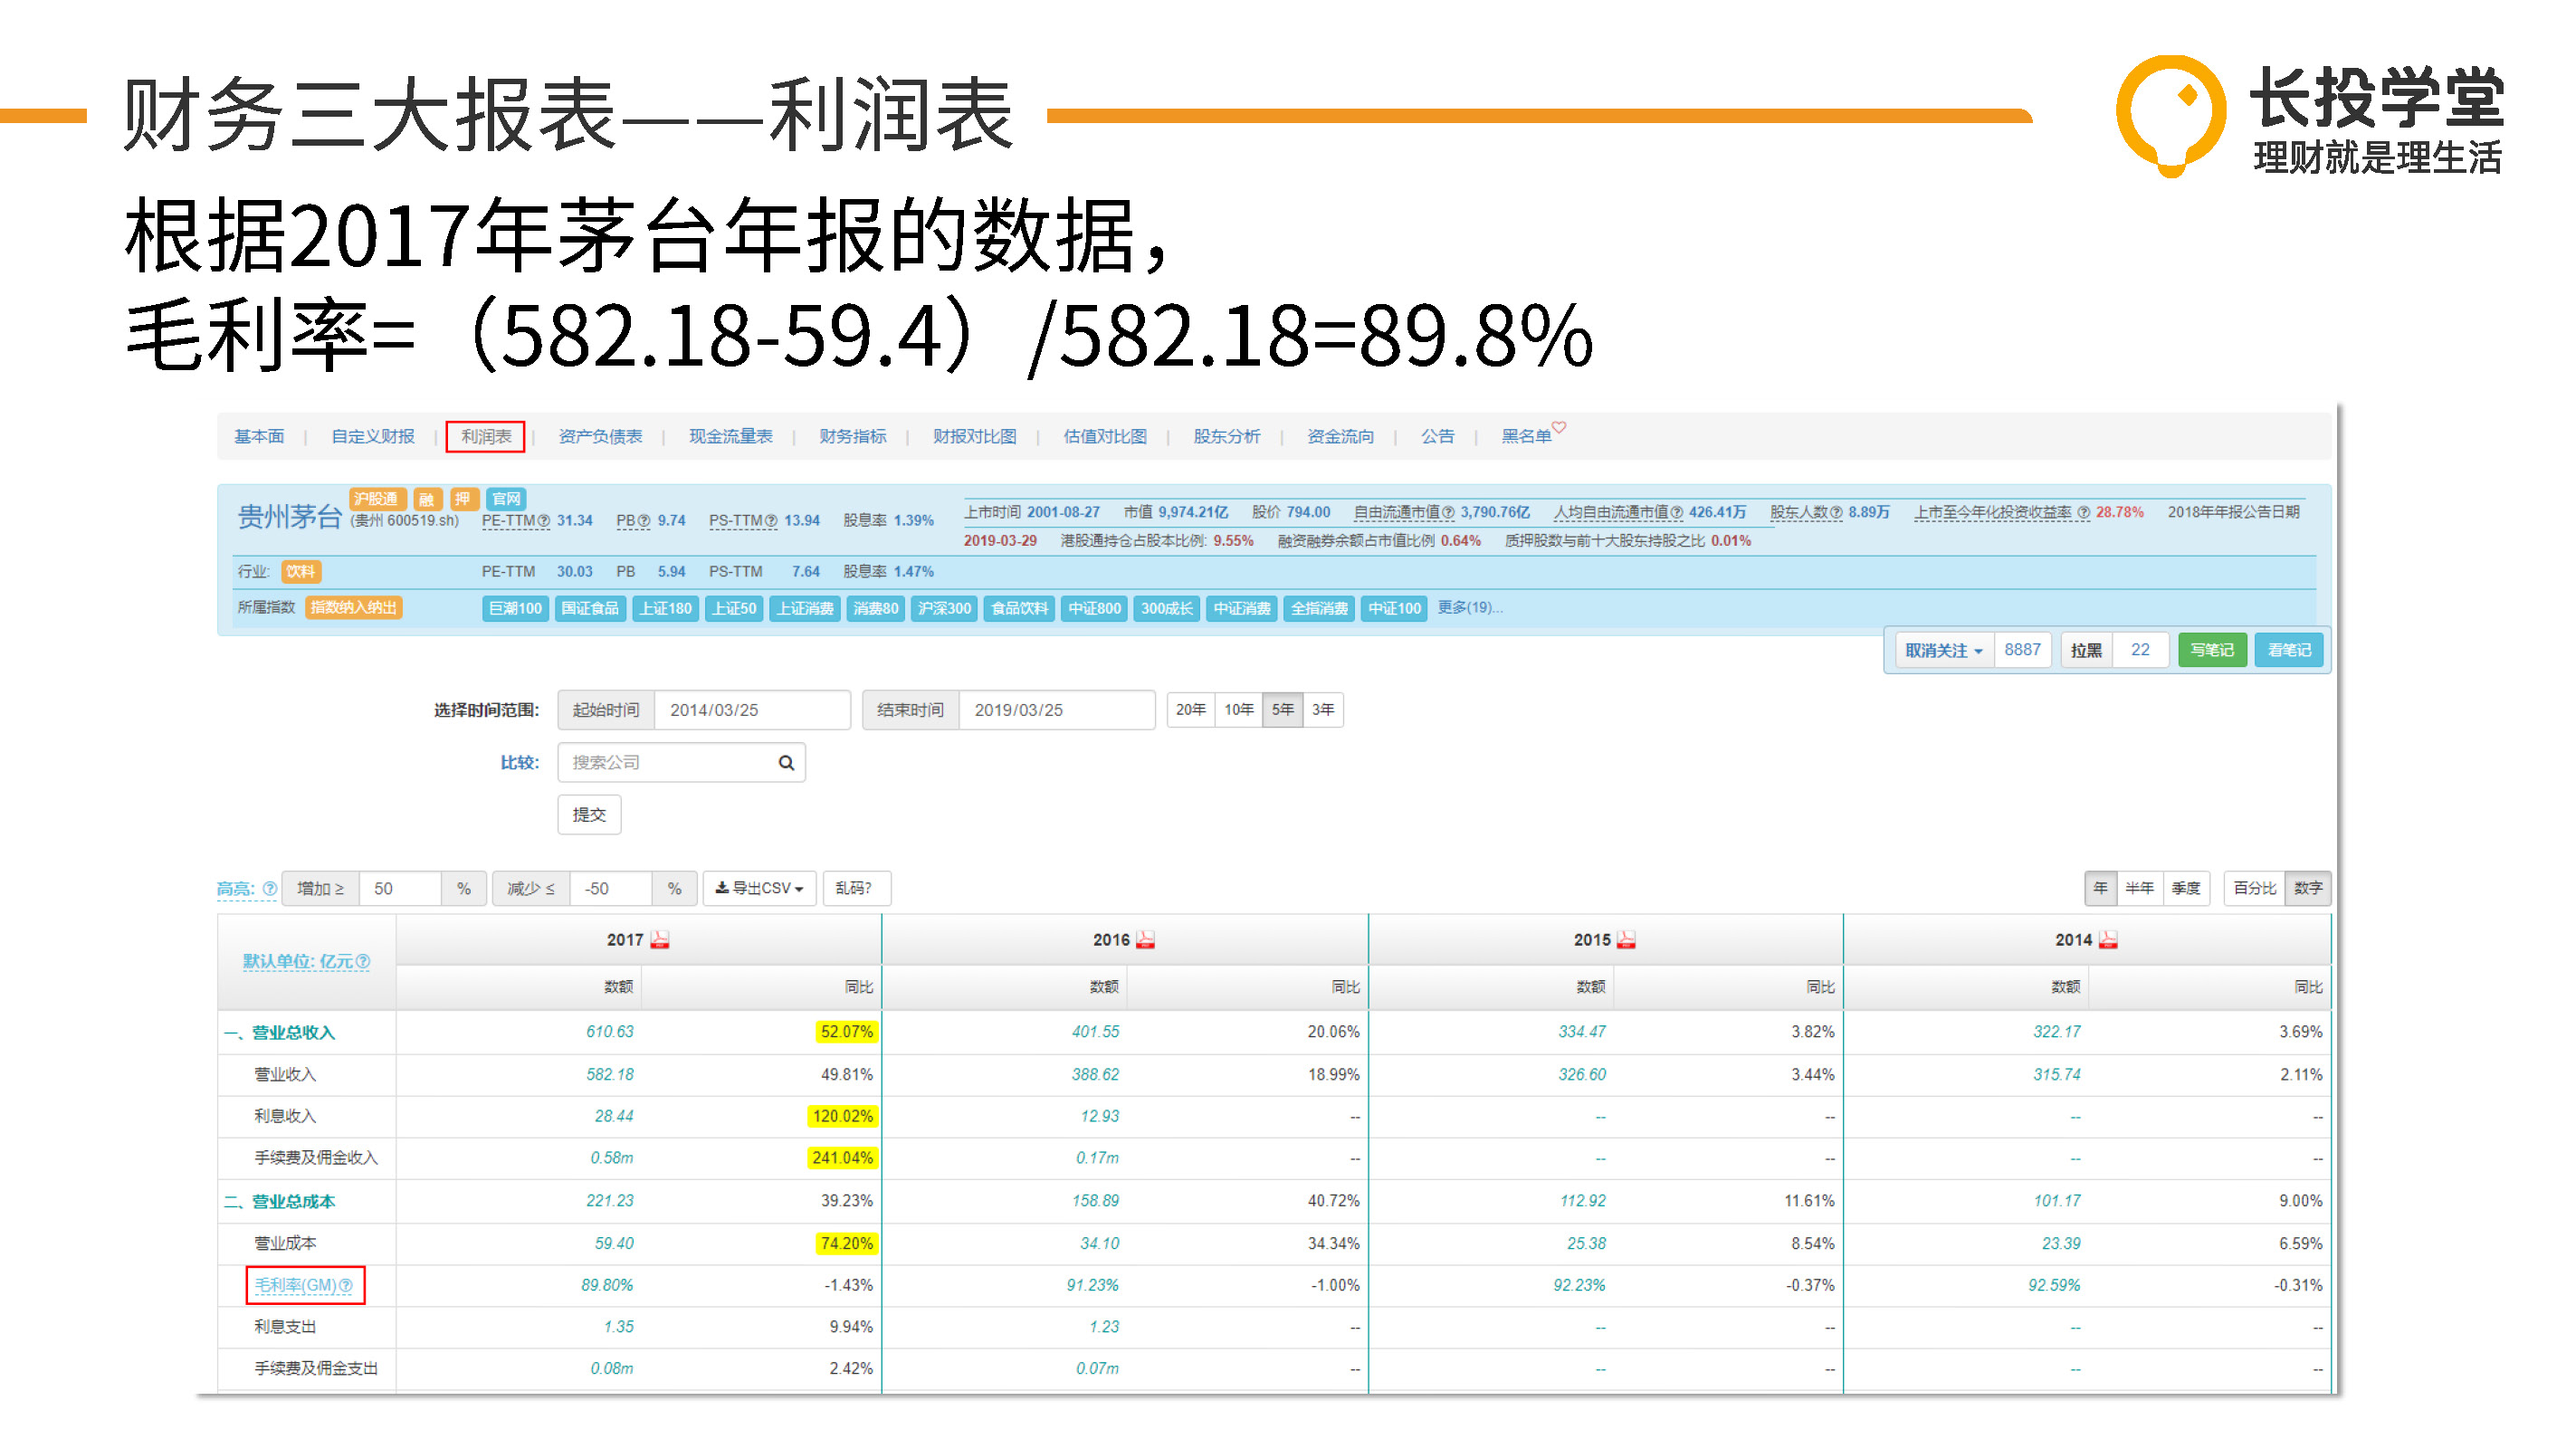 财务三大报表——利润表
长投学堂
理财就是理生活
根据2017年茅台年报的数据，
毛利率=（582.18-59.4）/582.18=89.8%
基本面 | 自定义财报 | 利润表 | 资产负债表 | 现金流量表 | 财务指标 | 财报对比图 | 估值对比图 | 股东分析 | 资金流向 | 公告 | 黑名单
沪股通 融 押 官网
贵州茅台 (贵州 600519.sh) PE-TTM 31.34 PB 9.74 PS-TTM 13.94 股息率 1.39%
上市时间 2001-08-27 市值 9,974.21亿 股价 794.00 自由流通市值 3,790.76亿 人均自由流通市值 426.41万 股东人数 8.89万 上市至今年化投资收益率 28.78% 2018年年报公告日期
2019-03-29 港股通持仓占股本比例: 9.55% 融资融券余额占市值比例 0.64% 质押股数与前十大股东持股之比 0.01%
行业: 饮料 PE-TTM 30.03 PB 5.94 PS-TTM 7.64 股息率 1.47%
所属指数 指数纳入纳出 巨潮100 国证食品 上证180 上证50 上证消费 消费80 沪深300 食品饮料 中证800 300成长 中证消费 全指消费 中证100 更多(19)...
取消关注 8887 拉黑 22 写笔记 看笔记
选择时间范围: 起始时间 2014/03/25 结束时间 2019/03/25 20年 10年 5年 3年
比较: 搜索公司
提交
高亮: 增加 ≥ 50 % 减少 ≤ -50 % 导出CSV 乱码? 年 半年 季度 百分比 数字
默认单位: 亿元 2017 2016 2015 2014
数额 同比 数额 同比 数额 同比 数额 同比
一、营业总收入 610.63 52.07% 401.55 20.06% 334.47 3.82% 322.17 3.69%
营业收入 582.18 49.81% 388.62 18.99% 326.60 3.44% 315.74 2.11%
利息收入 28.44 120.02% 12.93 -- -- -- -- --
手续费及佣金收入 0.58m 241.04% 0.17m -- -- -- -- --
二、营业总成本 221.23 39.23% 158.89 40.72% 112.92 11.61% 101.17 9.00%
营业成本 59.40 74.20% 34.10 34.34% 25.38 8.54% 23.39 6.59%
毛利率(GM) 89.80% -1.43% 91.23% -1.00% 92.23% -0.37% 92.59% -0.31%
利息支出 1.35 9.94% 1.23 -- -- -- -- --
手续费及佣金支出 0.08m 2.42% 0.07m -- -- -- -- --